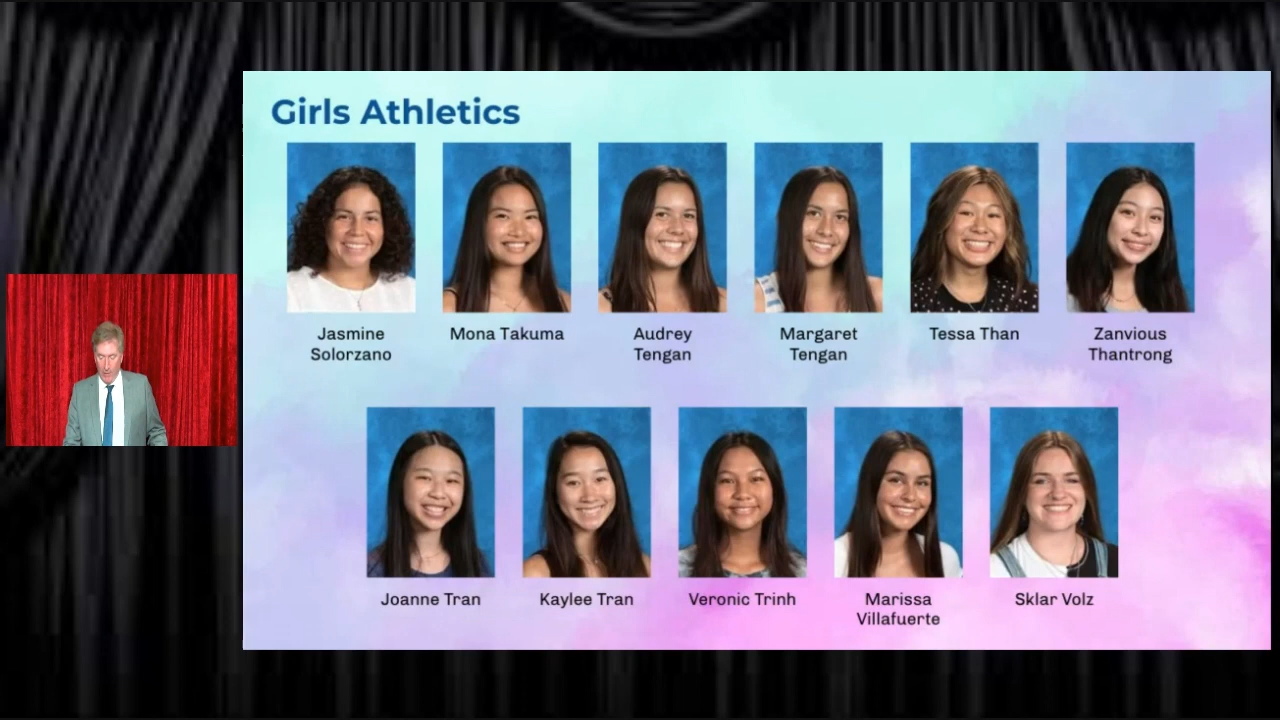 Girls Athletics
Jasmine
Solorzano
Mona Takuma
Audrey
Tengan
Margaret
Tengan
Tessa Than
Zanvious
Thantrong
Joanne Tran
Kaylee Tran
Veronic Trinh
Marissa
Villafuerte
Sklar Volz